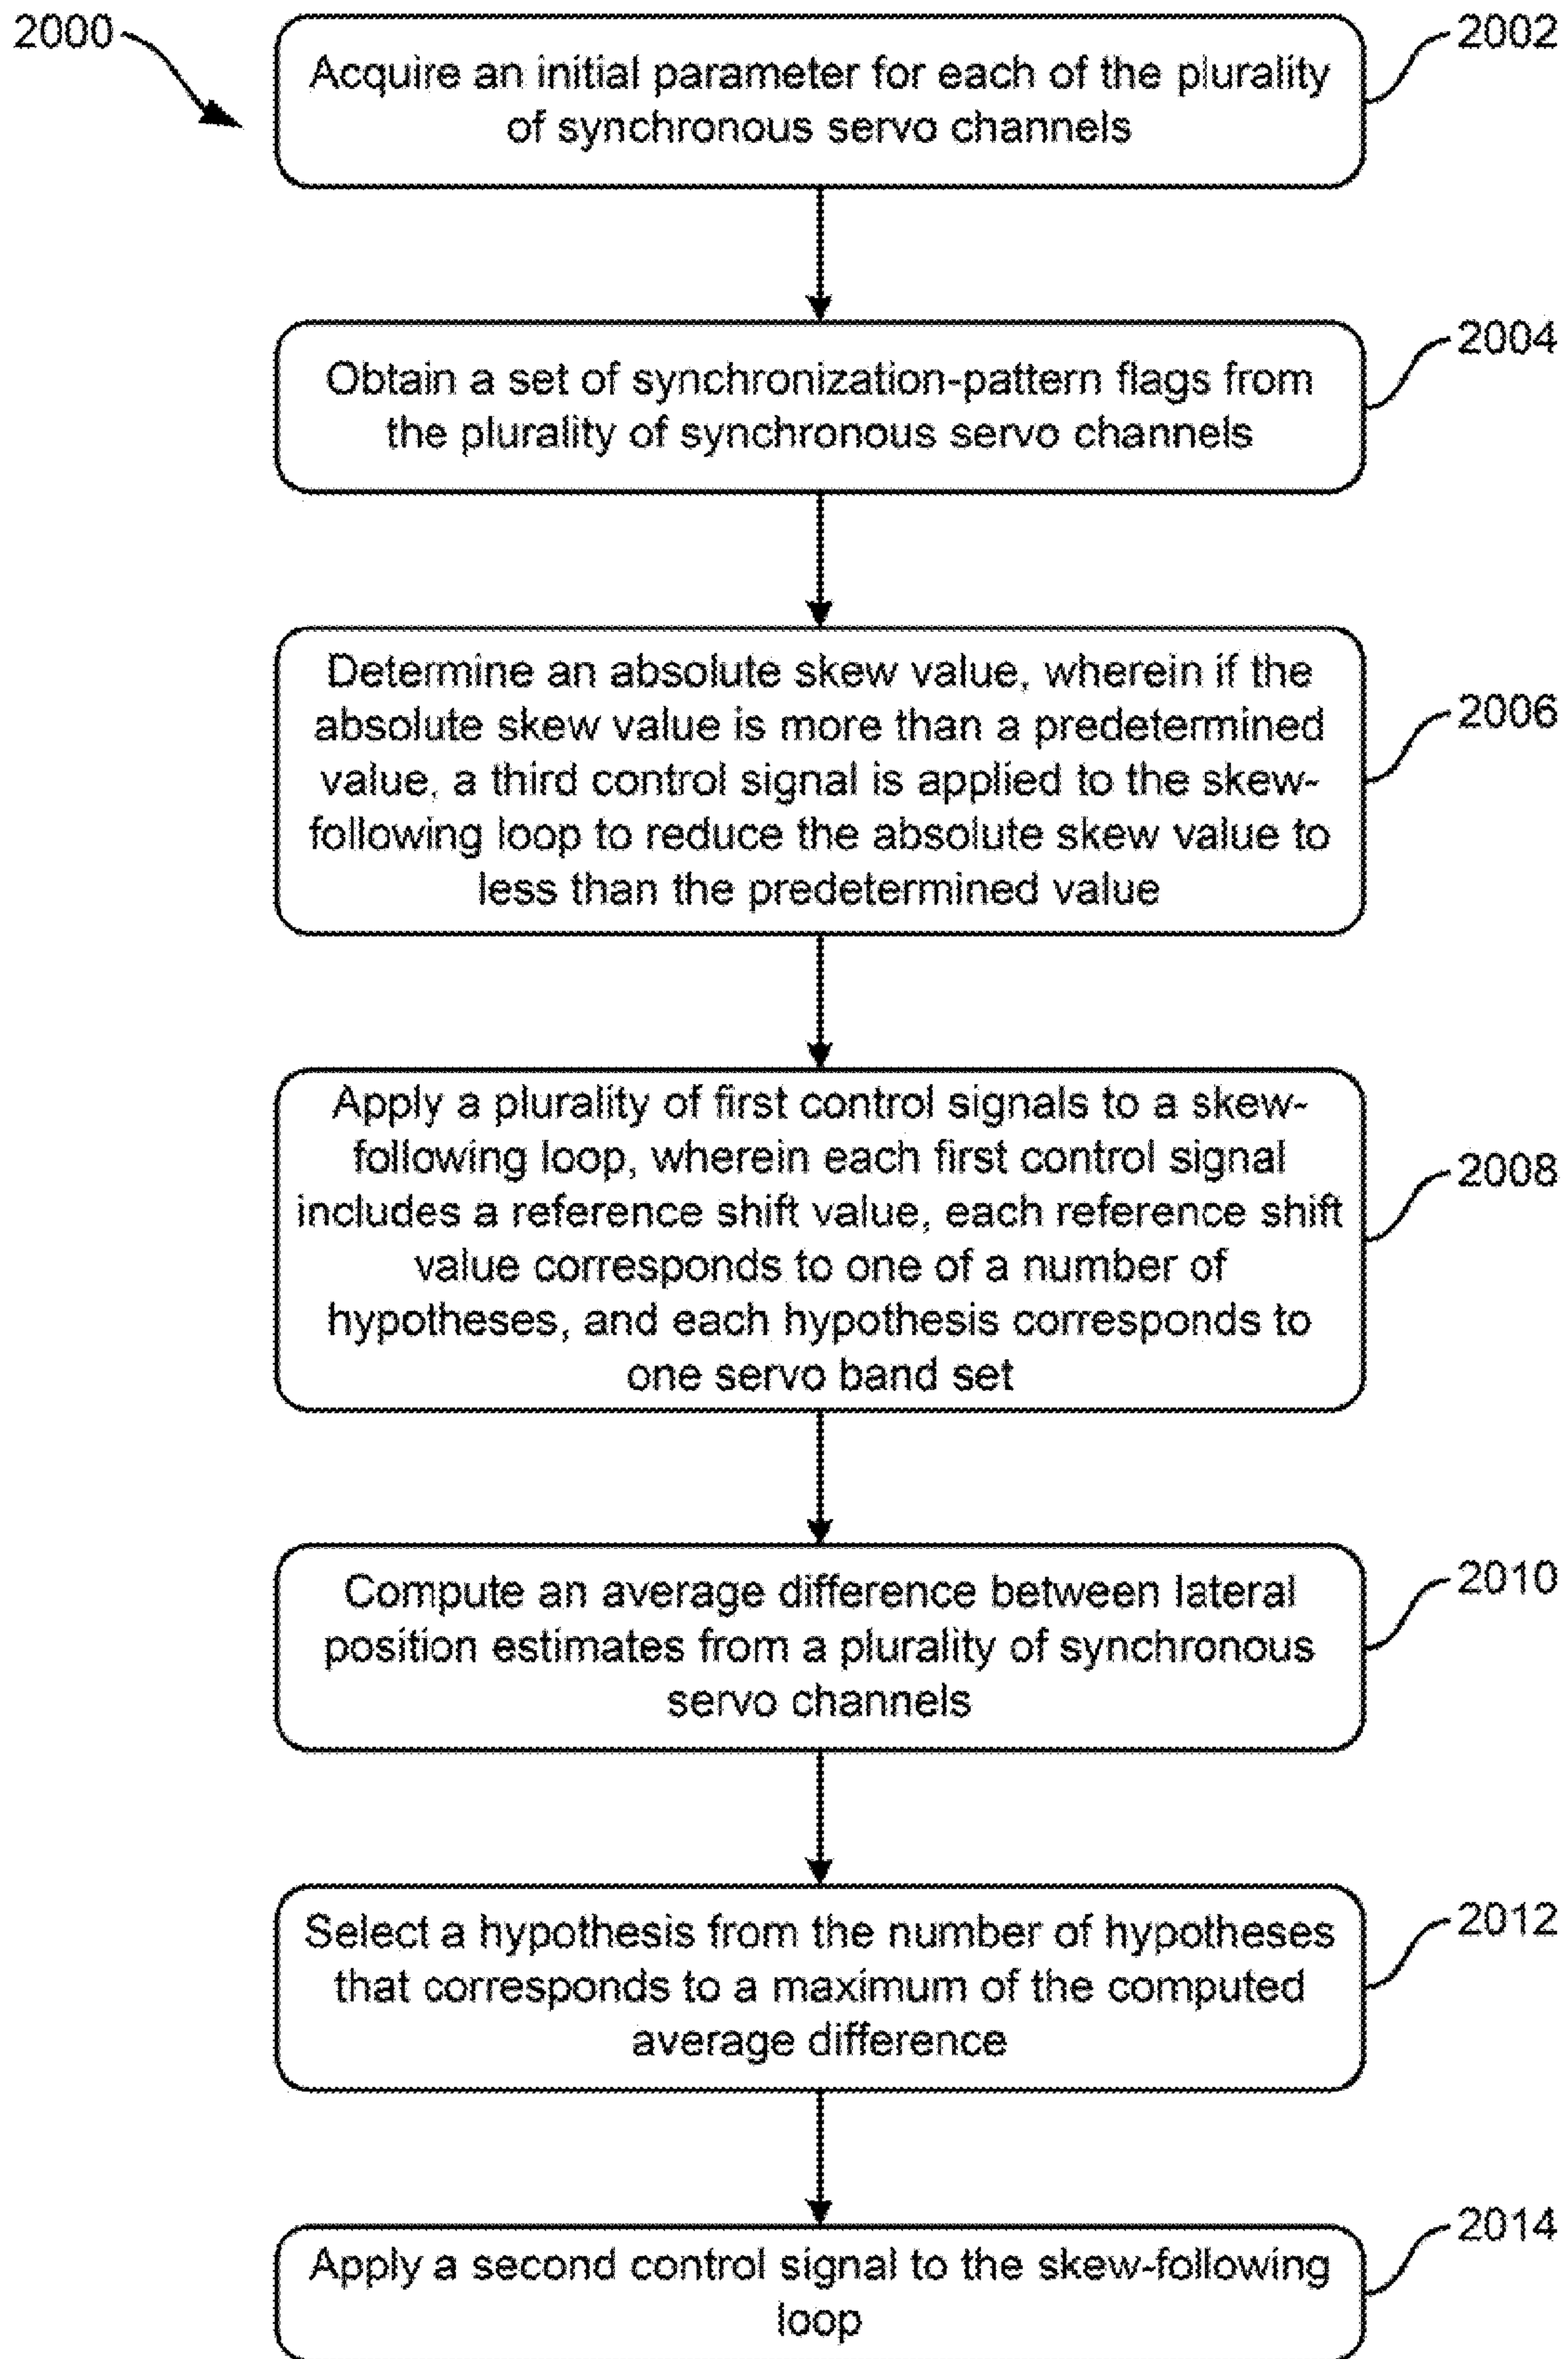 2000
2002
Acquire an initial parameter for each of the plurality
of synchronous servo channels
2004
Obtain a set of synchronization-pattern flags from
the plurality of synchronous servo channels
Determine an absolute skew value, wherein if the
absolute skew value is more than a predetermined
2006
value, a third control signal is applied to the skew-
following loop to reduce the absolute skew value to
less than the predetermined value
Apply a plurality of first control signals to a skew-
following loop, wherein each first control signal
2008
includes a reference shift value, each reference shift
value corresponds to one of a number of
hypotheses, and each hypothesis corresponds to
one servo band set
2010
Compute an average difference between lateral
position estimates from a plurality of synchronous
servo channels
2012
Select a hypothesis from the number of hypotheses
that corresponds to a maximum of the computed
average difference
2014
Apply a second control signal to the skew-following
loop